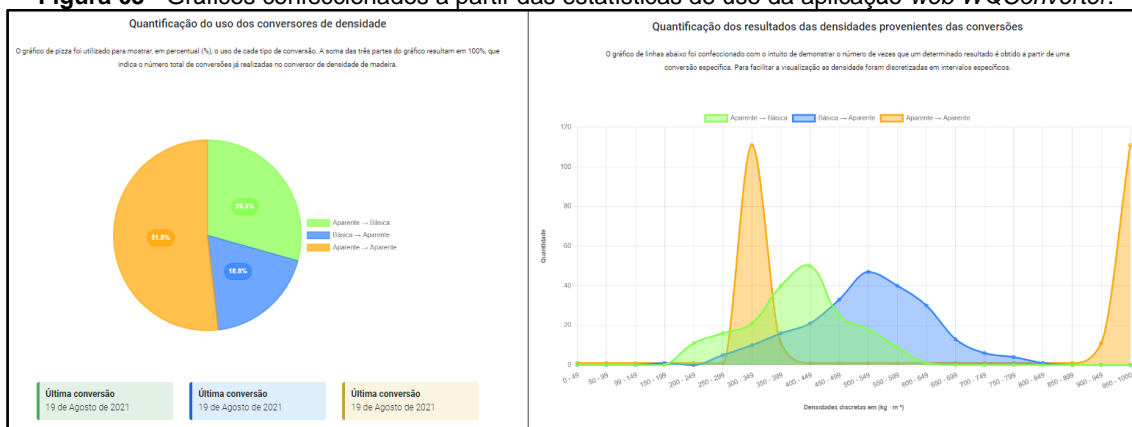 Figura 03 - Gráficos confeccionados a partir das estatísticas de uso da aplicação web WQConvertor.
Quantificação do uso dos conversores de densidade
O gráfico de pizza foi utilizado para mostrar, em percentual (%), o uso de cada tipo de conversão. A soma das três partes do gráfico resultam em 100%, que
indica o número total de conversões já realizadas no conversor de densidade de madeira.
29.3%
51.8%
18.8%
Aparente → Básica
Básica → Aparente
Aparente → Aparente
Última conversão
19 de Agosto de 2021
Última conversão
19 de Agosto de 2021
Última conversão
19 de Agosto de 2021
Quantificação dos resultados das densidades provenientes das conversões
O gráfico de linhas abaixo foi confeccionado com o intuito de demonstrar o número de vezes que um determinado resultado é obtido a partir de uma
conversão específica. Para facilitar a visualização as densidade foram discretizadas em intervalos específicos.
Aparente → Básica
Básica → Aparente
Aparente → Aparente
Quantidade
120
100
80
60
40
20
0
0 - 49
50 - 99
99 - 149
150 - 199
200 - 249
250 - 299
300 - 349
350 - 399
400 - 449
450 - 499
500 - 549
550 - 599
600 - 649
650 - 699
700 - 749
750 - 799
800 - 849
850 - 899
900 - 949
950 - 1000
Densidades discretas em (kg · m⁻³)